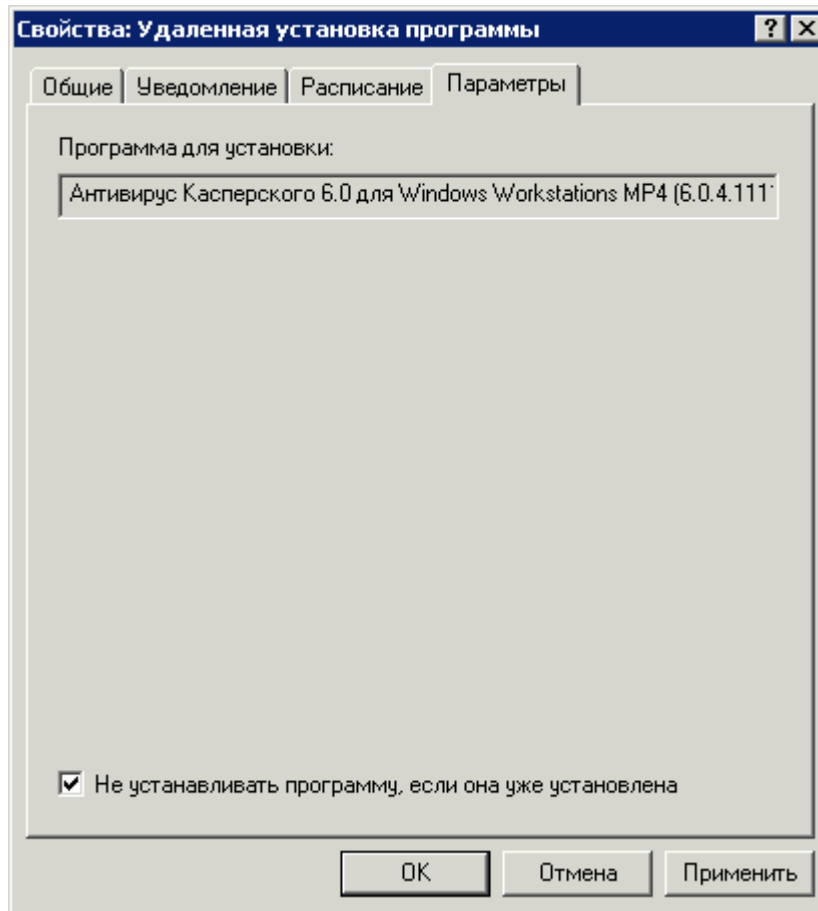 Свойства: Удаленная установка программы
Общие Уведомление Расписание Параметры
Программа для установки:
Антивирус Касперского 6.0 для Windows Workstations MP4 (6.0.4.111
Не устанавливать программу, если она уже установлена
OK Отмена Применить